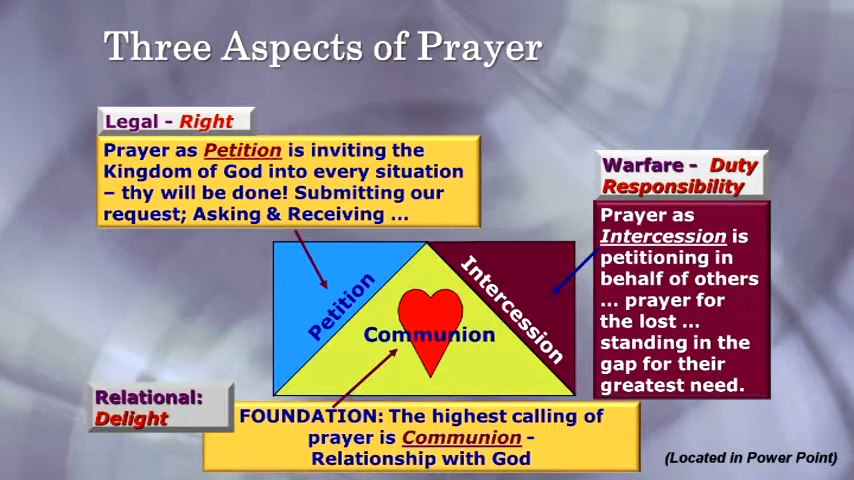 Three Aspects of Prayer
Legal - Right
Prayer as Petition is inviting the
Kingdom of God into every situation
– thy will be done! Submitting our
request; Asking & Receiving ...
Warfare - Duty
Responsibility
Prayer as
Intercession is
petitioning in
behalf of others
... prayer for
the lost ...
standing in the
gap for their
greatest need.
Petition
Communion
Intercession
Relational:
Delight
FOUNDATION: The highest calling of
prayer is Communion -
Relationship with God
(Located in Power Point)